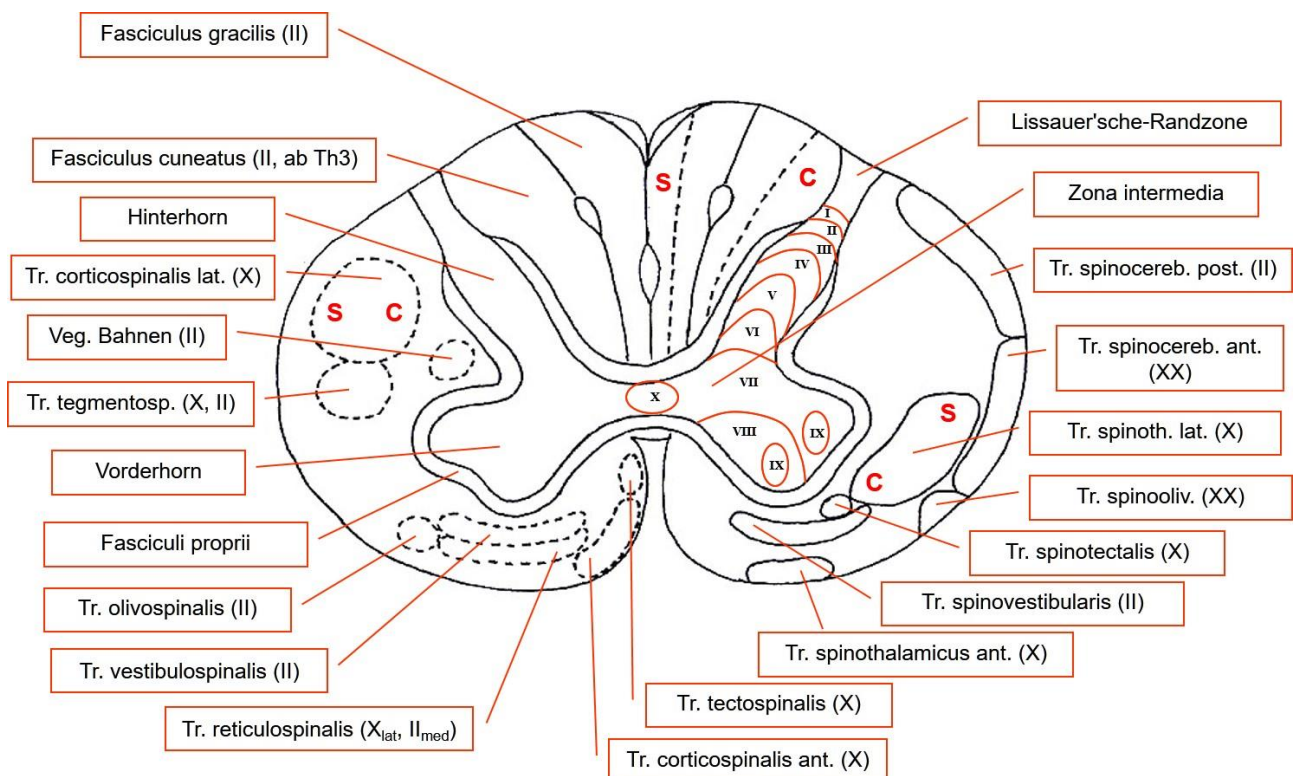 Fasciculus gracilis (II)
Fasciculus cuneatus (II, ab Th3)
Hinterhorn
Tr. corticospinalis lat. (X)
Veg. Bahnen (II)
Tr. tegmentosp. (X, II)
Vorderhorn
Fasciculi proprii
Tr. olivospinalis (II)
Tr. vestibulospinalis (II)
Tr. reticulospinalis (Xlat, IImed)
S C
S C
I
II
III
IV
V
VI
VII
X
VIII
IX
IX
S
C
Lissauer'sche-Randzone
Zona intermedia
Tr. spinocereb. post. (II)
Tr. spinocereb. ant.
(XX)
Tr. spinoth. lat. (X)
Tr. spinooliv. (XX)
Tr. spinotectalis (X)
Tr. spinovestibularis (II)
Tr. spinothalamicus ant. (X)
Tr. tectospinalis (X)
Tr. corticospinalis ant. (X)